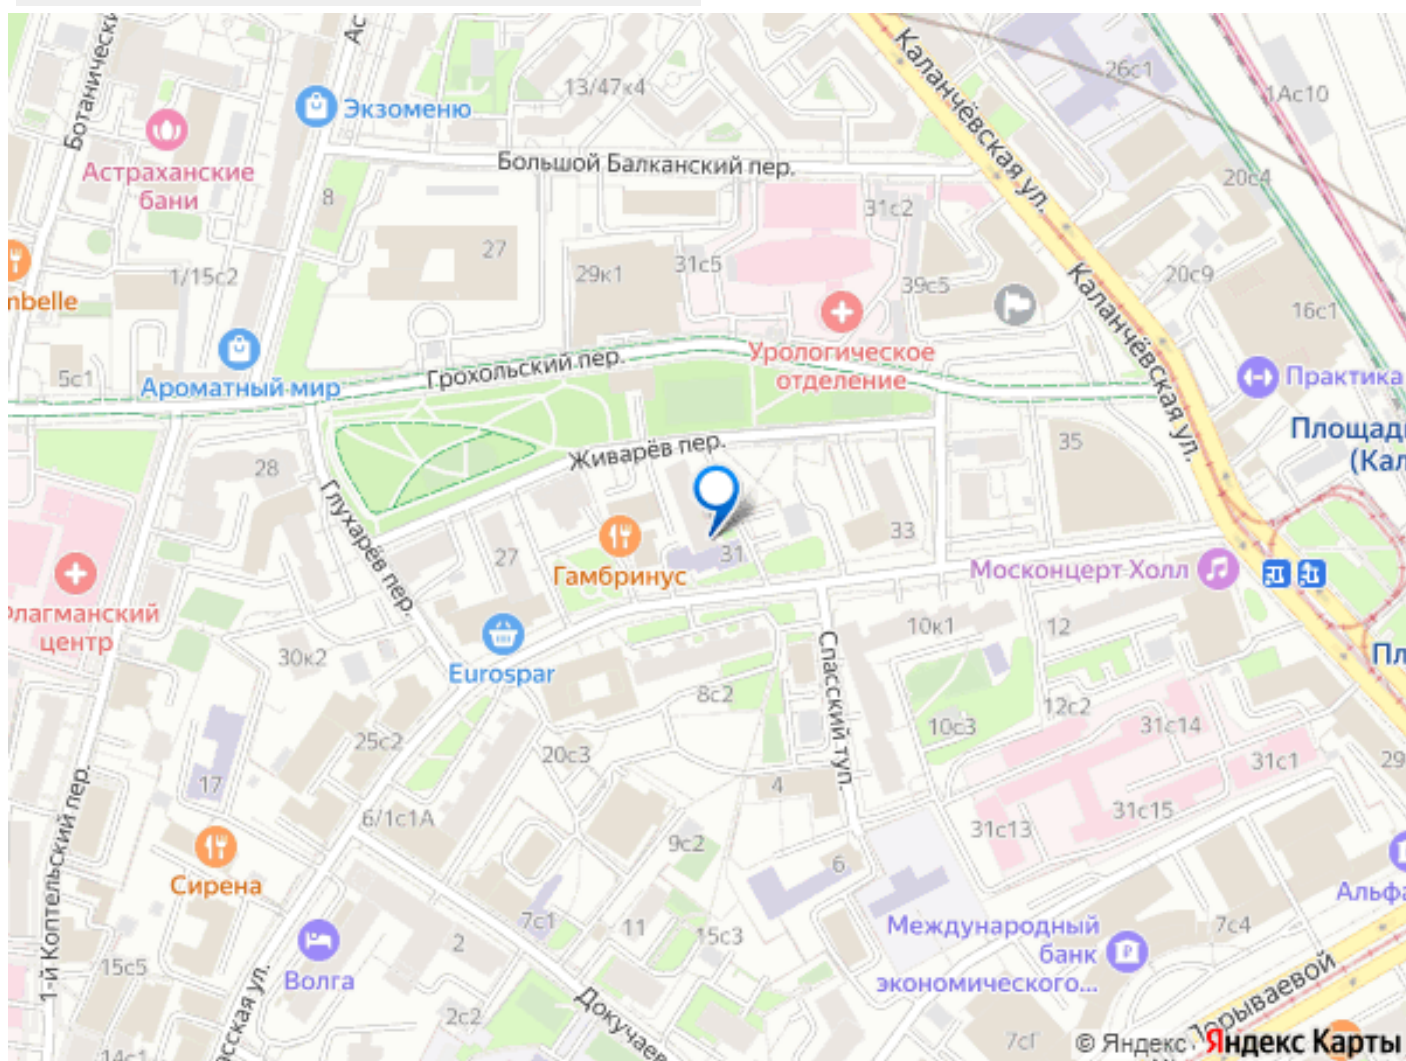 Ботанически
Ас
Каланчёвская ул.
26с1
1Ас10
13/47к4
Экзоменю
Астраханские
бани
Большой Балканский пер.
8
31с2
20с4
27
29к1
31с5
39с5
20с9
1/15с2
mbelle
16с1
Каланчёвская ул.
Грохольский пер.
Урологическое
отделение
5с1
Ароматный мир
Практика
Площад
(Кал
Живарёв пер.
35
28
Глухарёв пер.
27
Гамбринус
31
33
Москонцерт Холл
Флагманский
центр
30к2
Eurospar
10к1
12
Пл
Спасский туп.
8с2
12с2
10с3
31с14
25с2
20с3
31с1
29
17
4
6/1с1А
31с15
31с13
9с2
6
Сирена
1-й Коптельский пер.
7с1
11
15с3
2
Волга
Международный
банк
экономического...
Альфа
7с4
15с5
асская ул.
2с2
Докучаев
Порываевой
14с1
7с
© Яндекс
Яндекс Карты